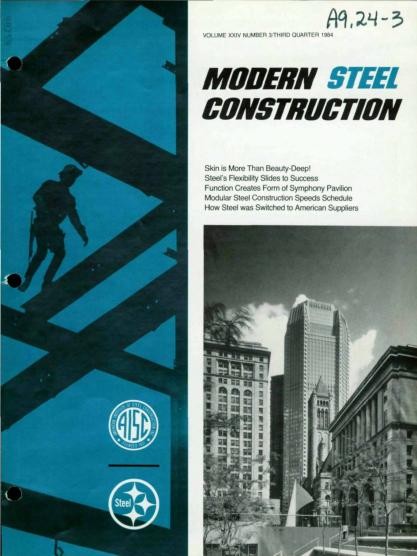 A9,24-3
VOLUME XXIV NUMBER 3/THIRD QUARTER 1984
MODERN STEEL
CONSTRUCTION
Skin is More Than Beauty-Deep!
Steel's Flexibility Slides to Success
Function Creates Form of Symphony Pavilion
Modular Steel Construction Speeds Schedule
How Steel was Switched to American Suppliers
AISC
Steel